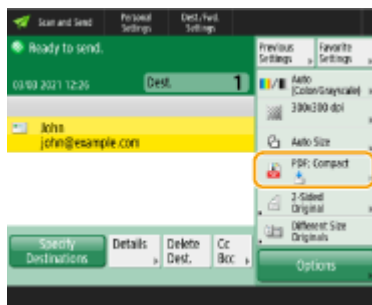 Scan and Send
Personal
Settings
Dest./Fwd.
Settings
Ready to send.
03/03 2021 12:26
Dest.
1
John
john@example.com
Specify
Destinations
Details
Delete
Dest.
Cc
Bcc
Previous
Settings
Favorite
Settings
Auto
(Color/Grayscale)
300x300 dpi
Auto Size
PDF; Compact
2-Sided
Original
Different Size
Originals
Options